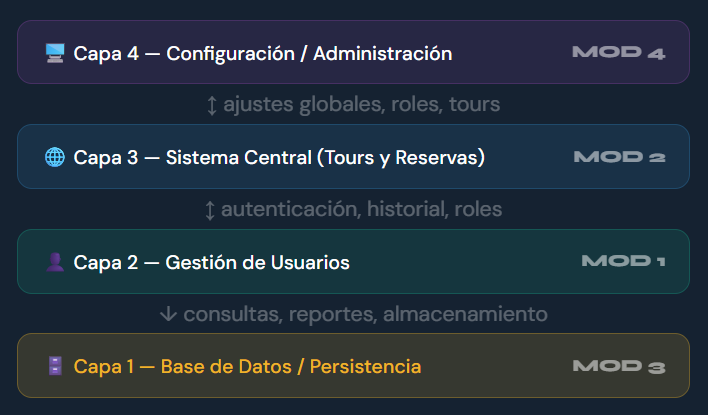 Capa 4 — Configuración / Administración MOD 4
↕ ajustes globales, roles, tours
Capa 3 — Sistema Central (Tours y Reservas) MOD 2
↕ autenticación, historial, roles
Capa 2 — Gestión de Usuarios MOD 1
↓ consultas, reportes, almacenamiento
Capa 1 — Base de Datos / Persistencia MOD 3